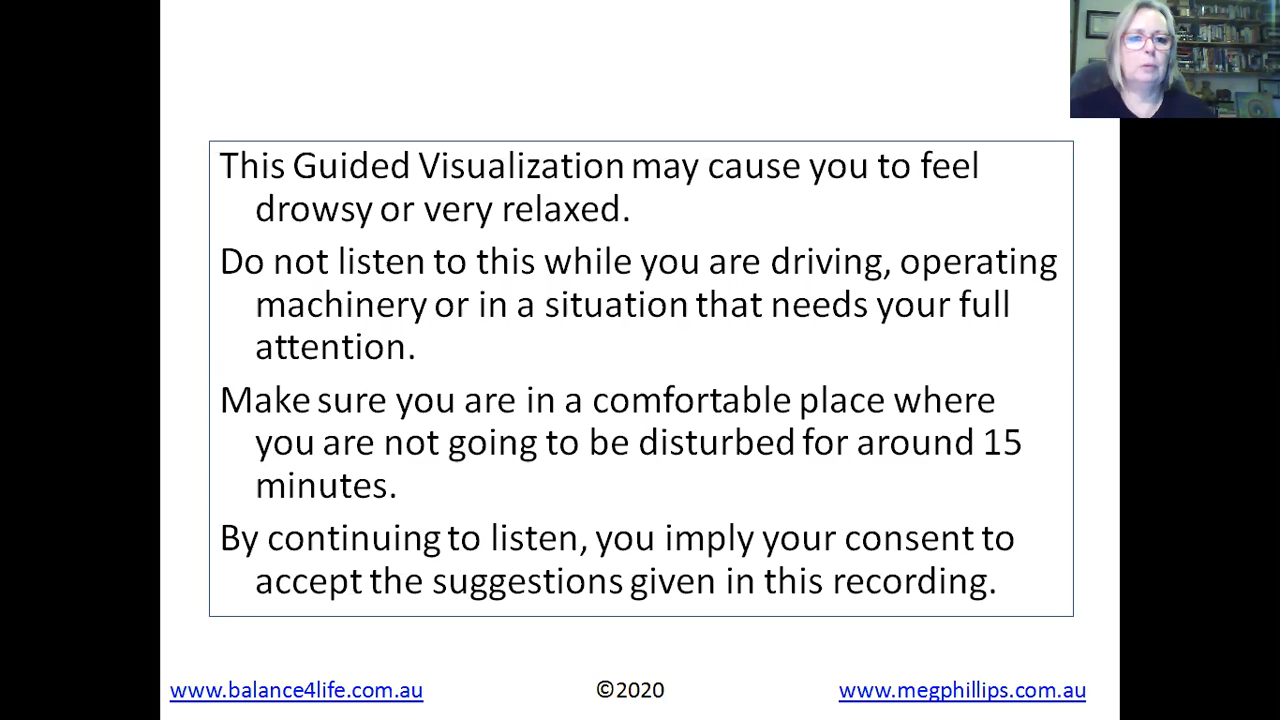 This Guided Visualization may cause you to feel
drowsy or very relaxed.
Do not listen to this while you are driving, operating
machinery or in a situation that needs your full
attention.
Make sure you are in a comfortable place where
you are not going to be disturbed for around 15
minutes.
By continuing to listen, you imply your consent to
accept the suggestions given in this recording.
www.balance4life.com.au ©2020 www.megphillips.com.au